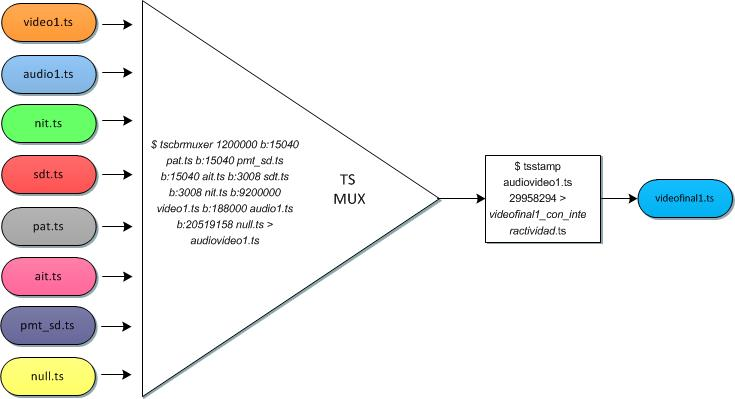 video1.ts
audio1.ts
nit.ts
sdt.ts
pat.ts
ait.ts
pmt_sd.ts
null.ts
$ tscbrmuxer 1200000 b:15040
pat.ts b:15040 pmt_sd.ts
b:15040 ait.ts b:3008 sdt.ts
b:3008 nit.ts b:9200000
video1.ts b:188000 audio1.ts
b:20519158 null.ts >
audiovideo1.ts
TS
MUX
$ tsstamp
audiovideo1.ts
29958294 >
videofinal1_con_inte
ractividad.ts
videofinal1.ts